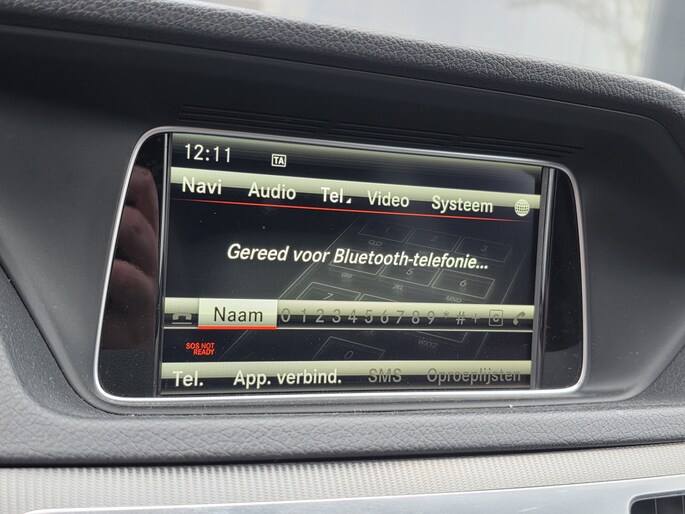 12:11 TA
Navi Audio Tel. Video Systeem
Gereed voor Bluetooth-telefonie...
Naam 0 1 2 3 4 5 6 7 8 9 * # +
SOS NOT
READY
Tel. App. verbind. SMS Oproeplijsten